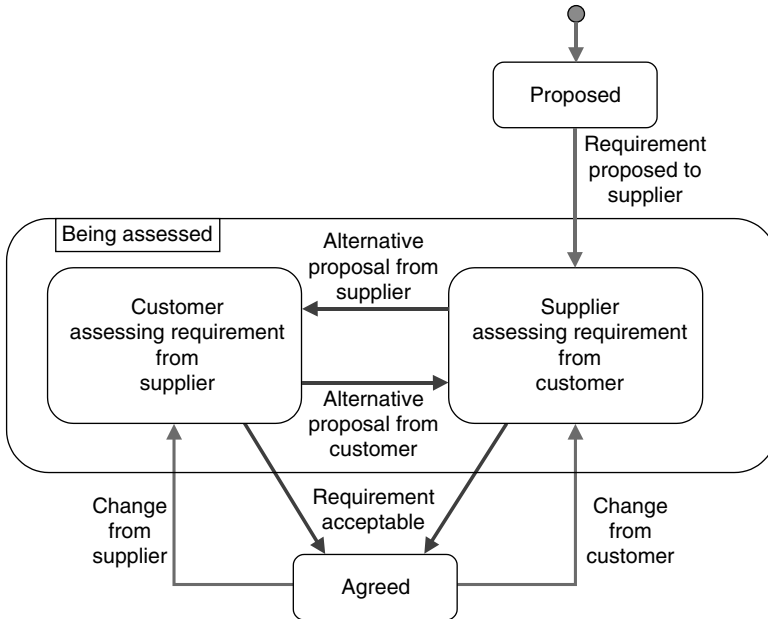 Proposed
Requirement
proposed to
supplier
Being assessed
Alternative
proposal from
supplier
Customer
assessing requirement
from
supplier
Supplier
assessing requirement
from
customer
Alternative
proposal from
customer
Change
from
supplier
Requirement
acceptable
Change
from
customer
Agreed